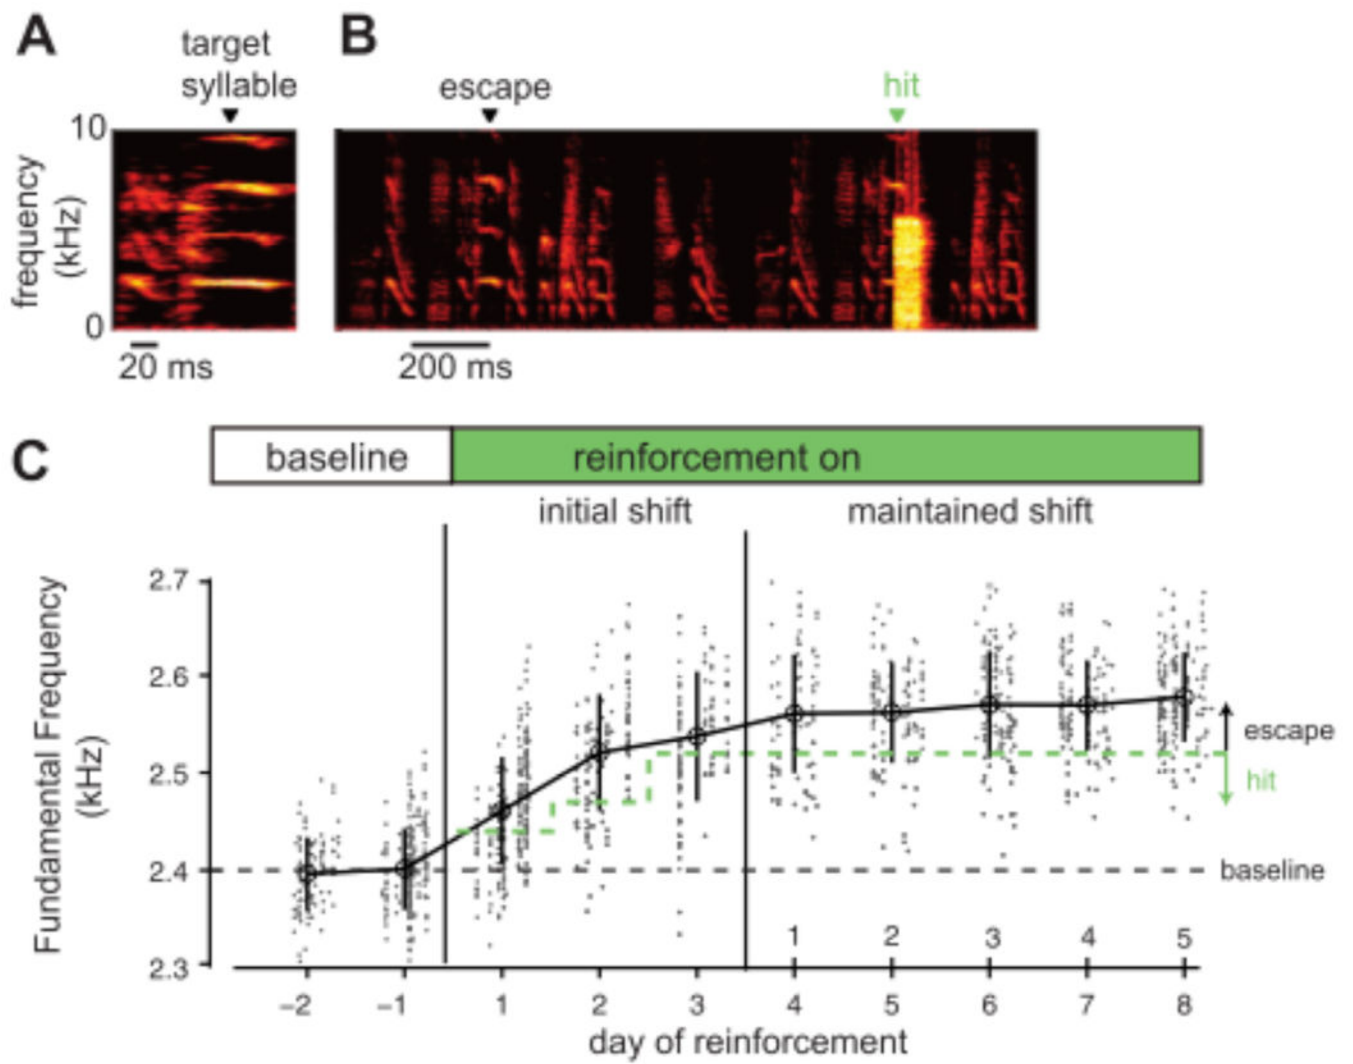 A
target
syllable
B
escape
hit
10
frequency
(kHz)
0
20 ms
200 ms
C
baseline
reinforcement on
initial shift
maintained shift
Fundamental Frequency
(kHz)
2.7
2.6
2.5
2.4
2.3
escape
hit
baseline
1 2 3 4 5
−2 −1 1 2 3 4 5 6 7 8
day of reinforcement